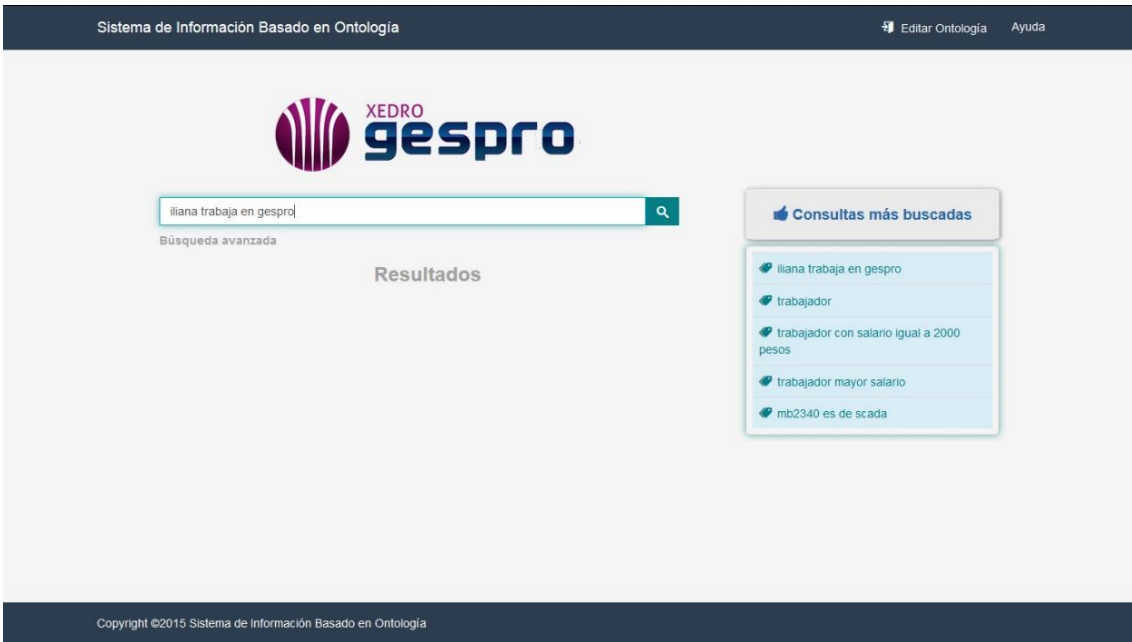 Sistema de Información Basado en Ontología
Editar Ontología
Ayuda
XEDRO
gespro
iliana trabaja en gespro
Búsqueda avanzada
Resultados
Consultas más buscadas
iliana trabaja en gespro
trabajador
trabajador con salario igual a 2000
pesos
trabajador mayor salario
mb2340 es de scada
Copyright ©2015 Sistema de Información Basado en Ontología